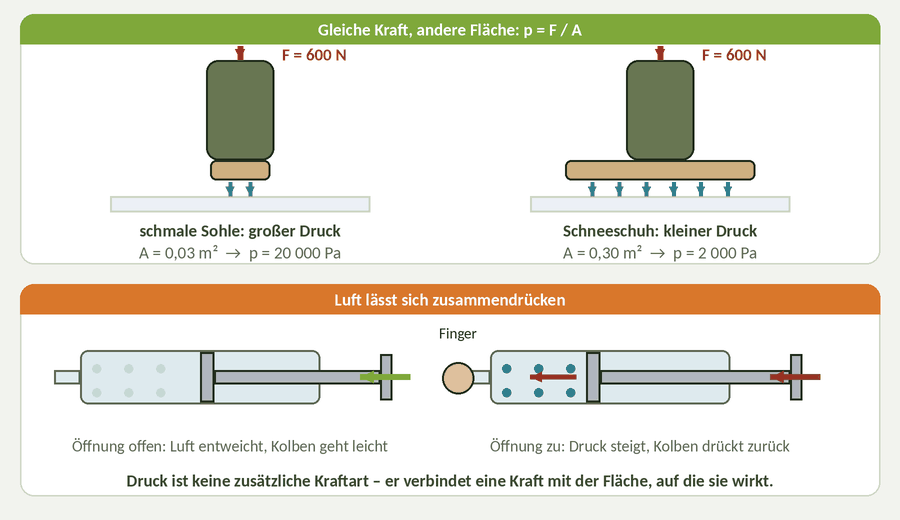 Gleiche Kraft, andere Fläche: p = F / A
F = 600 N
F = 600 N
schmale Sohle: großer Druck
A = 0,03 m² → p = 20 000 Pa
Schneeschuh: kleiner Druck
A = 0,30 m² → p = 2 000 Pa
Luft lässt sich zusammendrücken
Finger
Öffnung offen: Luft entweicht, Kolben geht leicht
Öffnung zu: Druck steigt, Kolben drückt zurück
Druck ist keine zusätzliche Kraftart – er verbindet eine Kraft mit der Fläche, auf die sie wirkt.